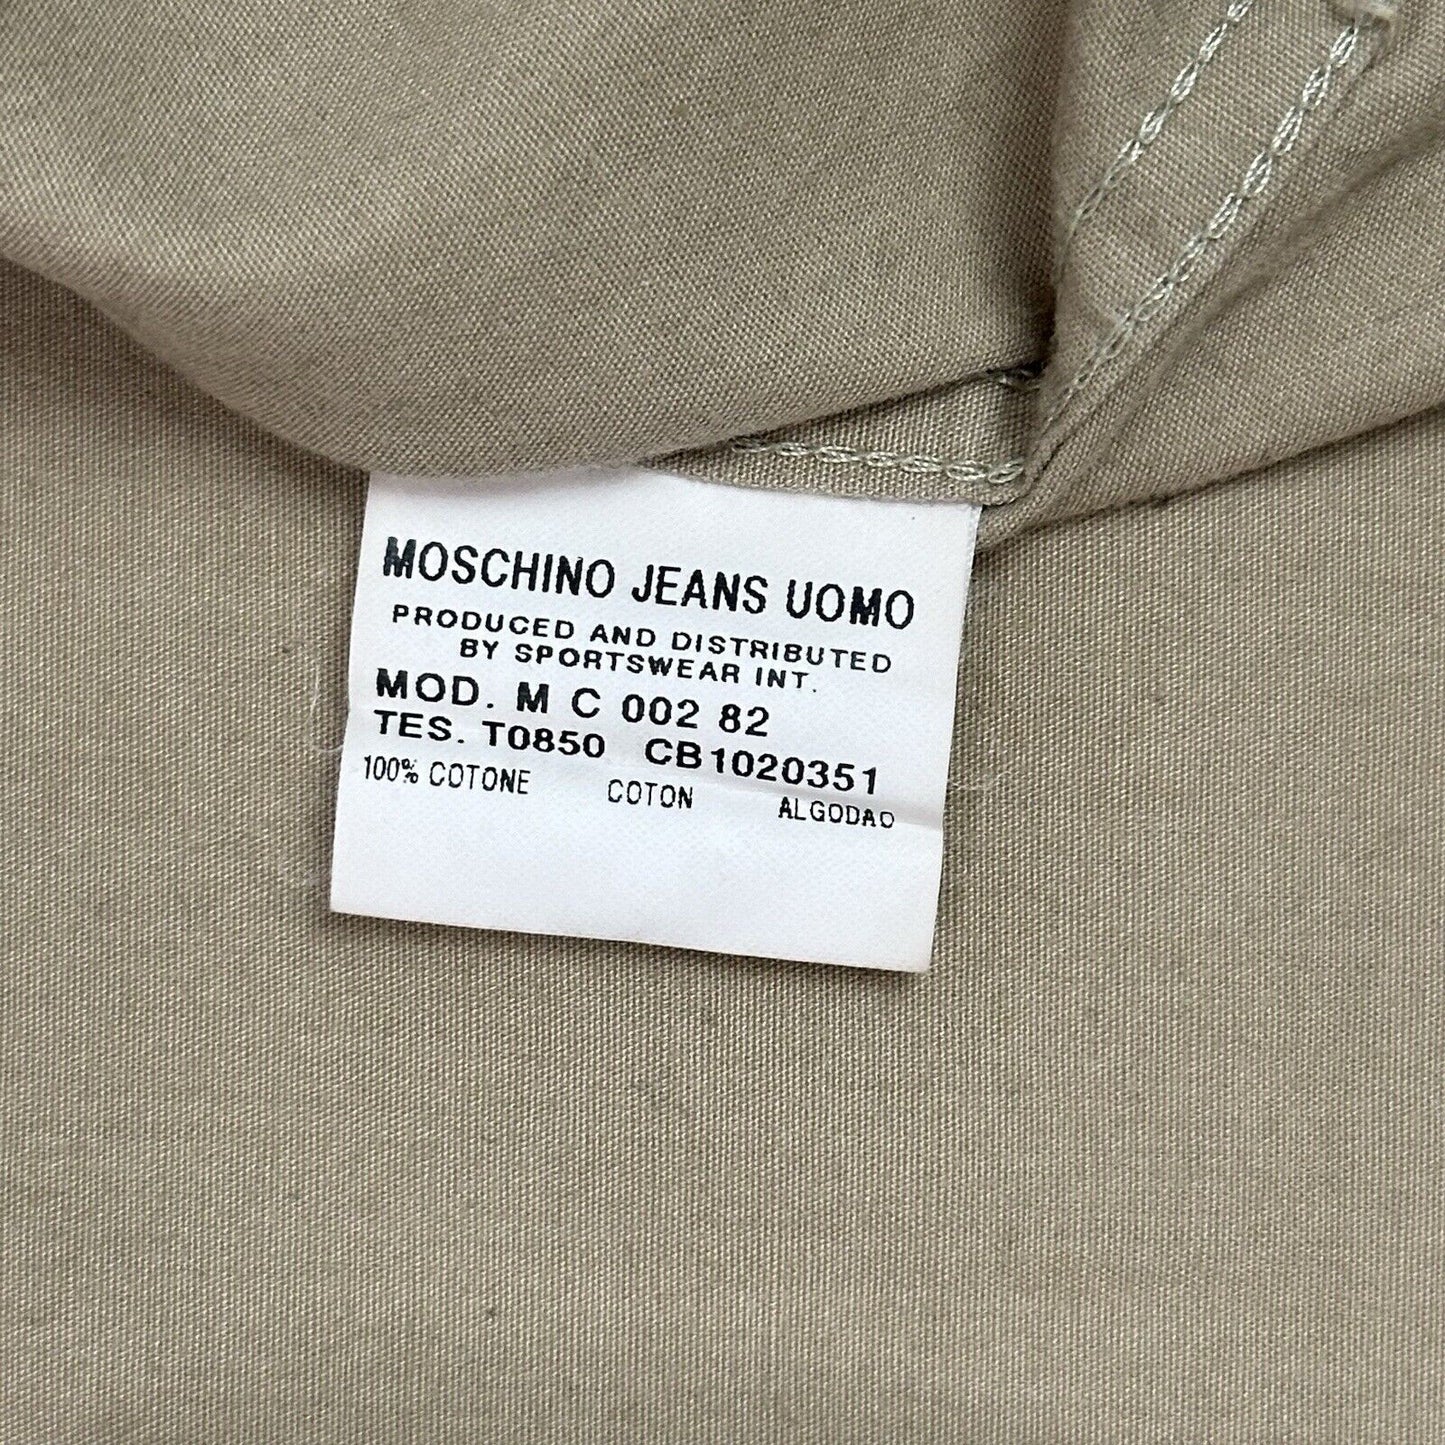 MOSCHINO JEANS UOMO
PRODUCED AND DISTRIBUTED
BY SPORTSWEAR INT.
MOD. M C 002 82
TES. T0850 CB1020351
100% COTONE COTON ALGODAO